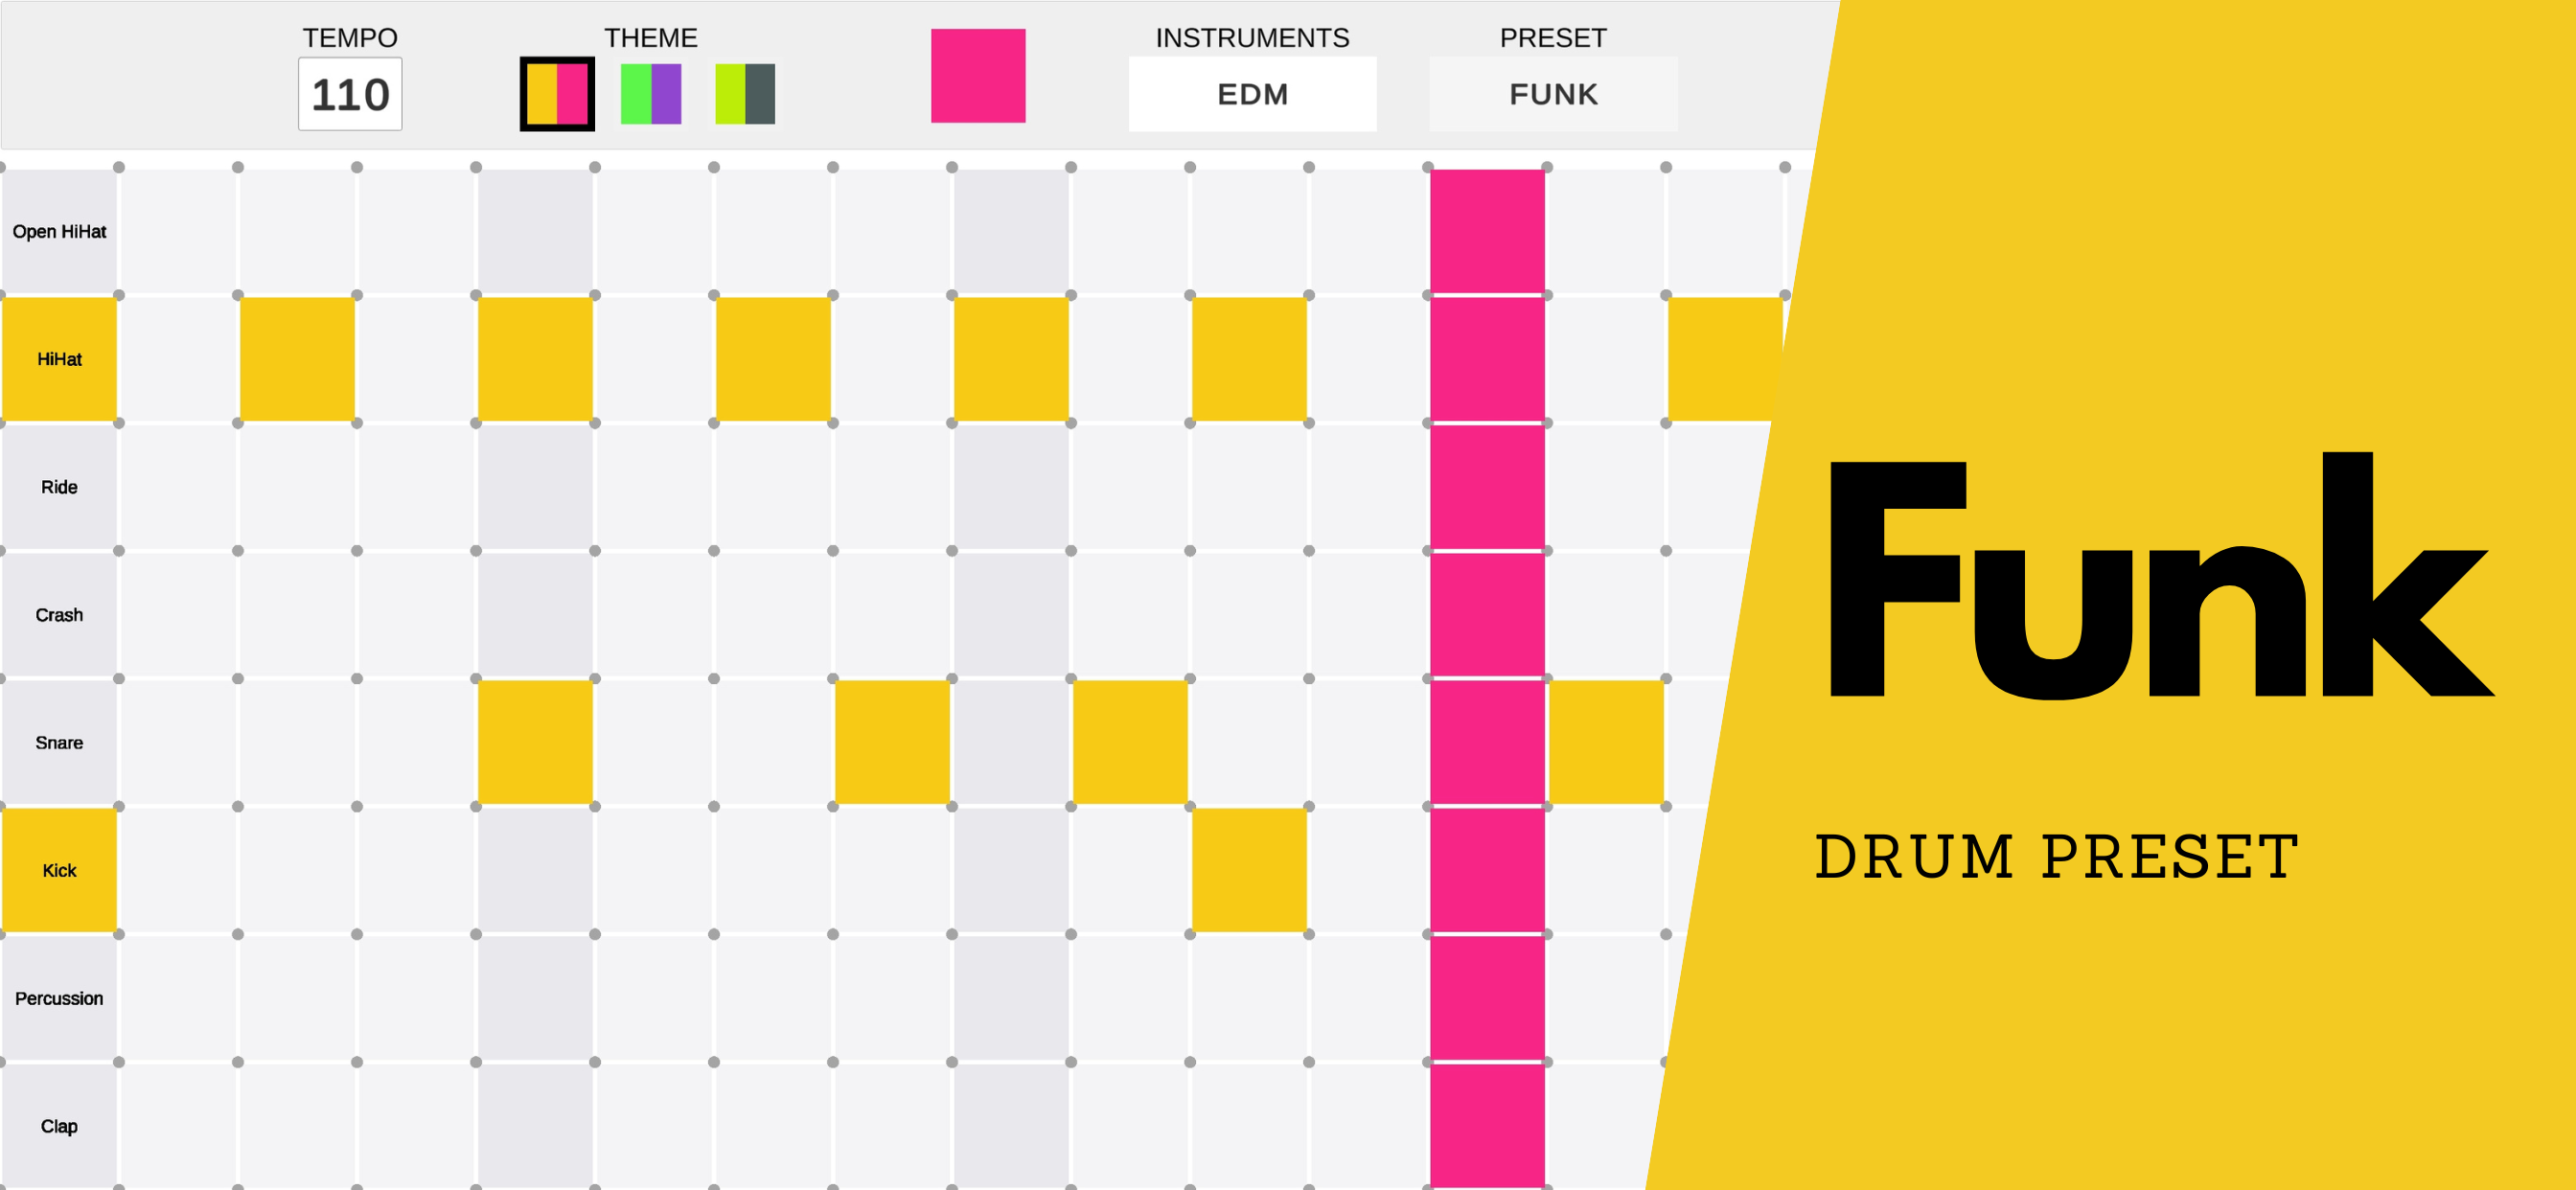 TEMPO
THEME
INSTRUMENTS
PRESET
110
EDM
FUNK
Open HiHat
HiHat
Ride
Crash
Snare
Kick
Percussion
Clap
Funk
DRUM PRESET